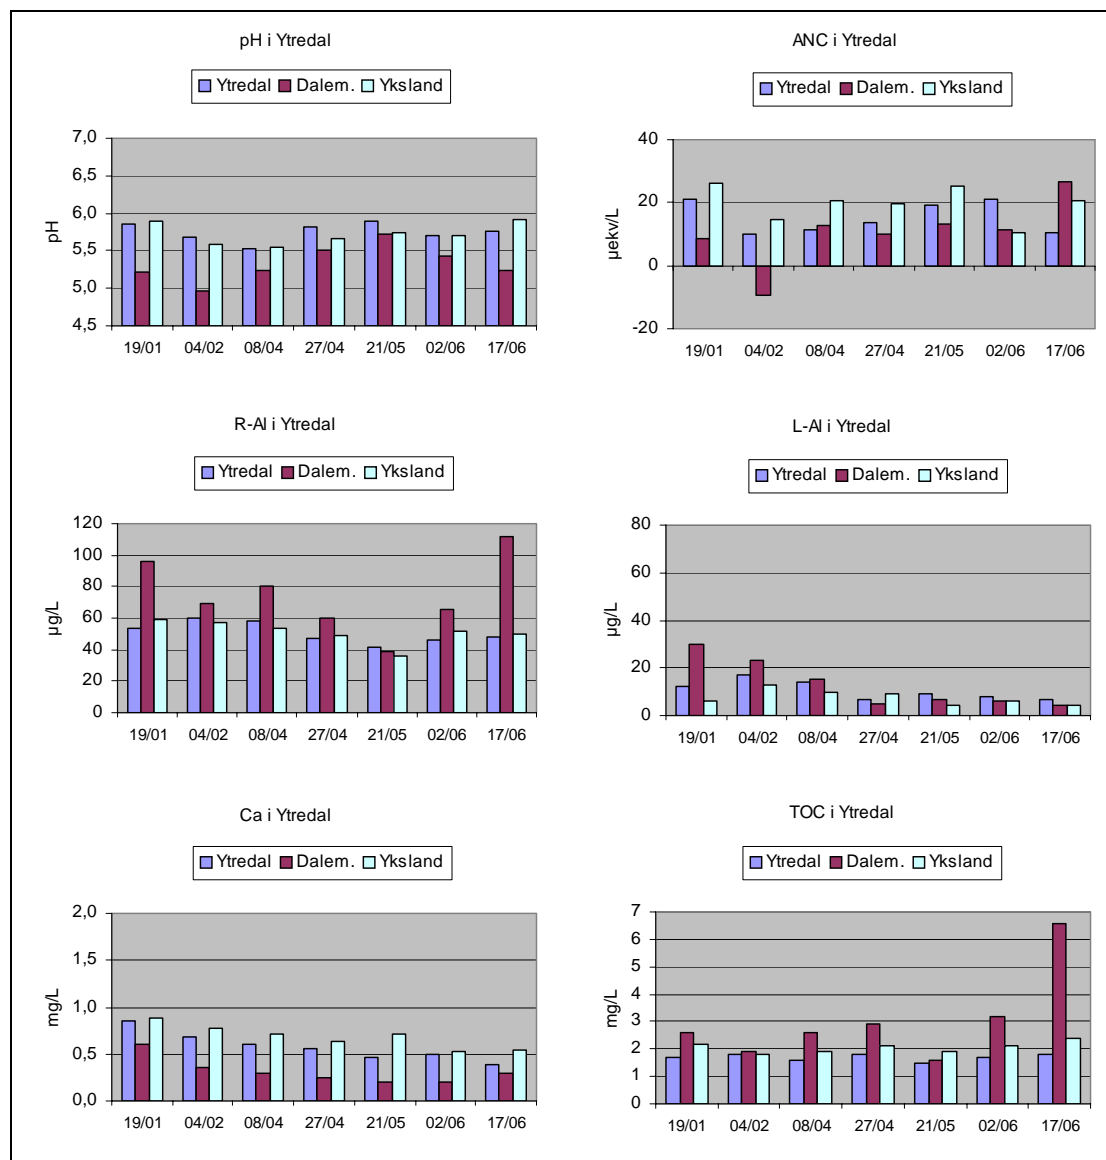 pH i Ytredal
Ytredal Dalem. Yksland
7,0
6,5
6,0
5,5
5,0
4,5
pH
19/01 04/02 08/04 27/04 21/05 02/06 17/06
ANC i Ytredal
Ytredal Dalem. Yksland
40
20
0
-20
µekv/L
19/01 04/02 08/04 27/04 21/05 02/06 17/06
R-Al i Ytredal
Ytredal Dalem. Yksland
120
100
80
60
40
20
0
µg/L
19/01 04/02 08/04 27/04 21/05 02/06 17/06
L-Al i Ytredal
Ytredal Dalem. Yksland
80
60
40
20
0
µg/L
19/01 04/02 08/04 27/04 21/05 02/06 17/06
Ca i Ytredal
Ytredal Dalem. Yksland
2,0
1,5
1,0
0,5
0,0
mg/L
19/01 04/02 08/04 27/04 21/05 02/06 17/06
TOC i Ytredal
Ytredal Dalem. Yksland
7
6
5
4
3
2
1
0
mg/L
19/01 04/02 08/04 27/04 21/05 02/06 17/06